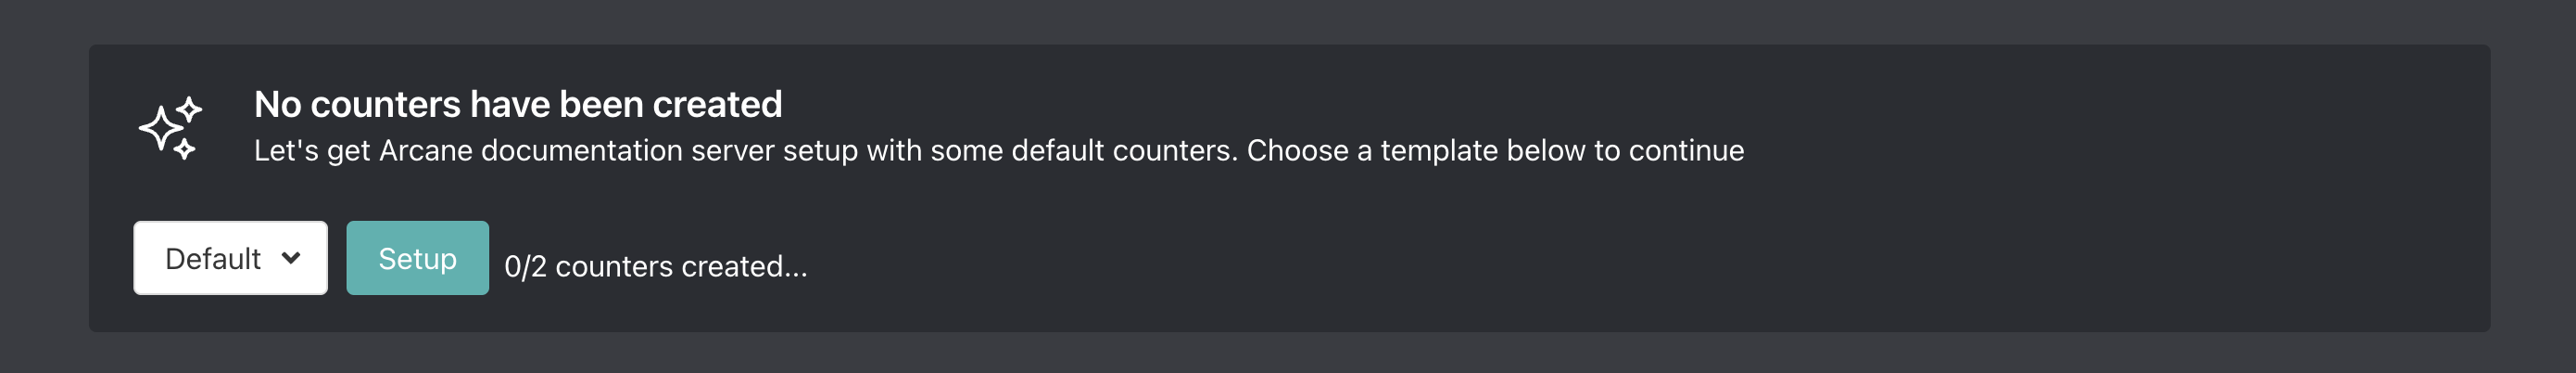 No counters have been created
Let's get Arcane documentation server setup with some default counters. Choose a template below to continue
Default
Setup
0/2 counters created...